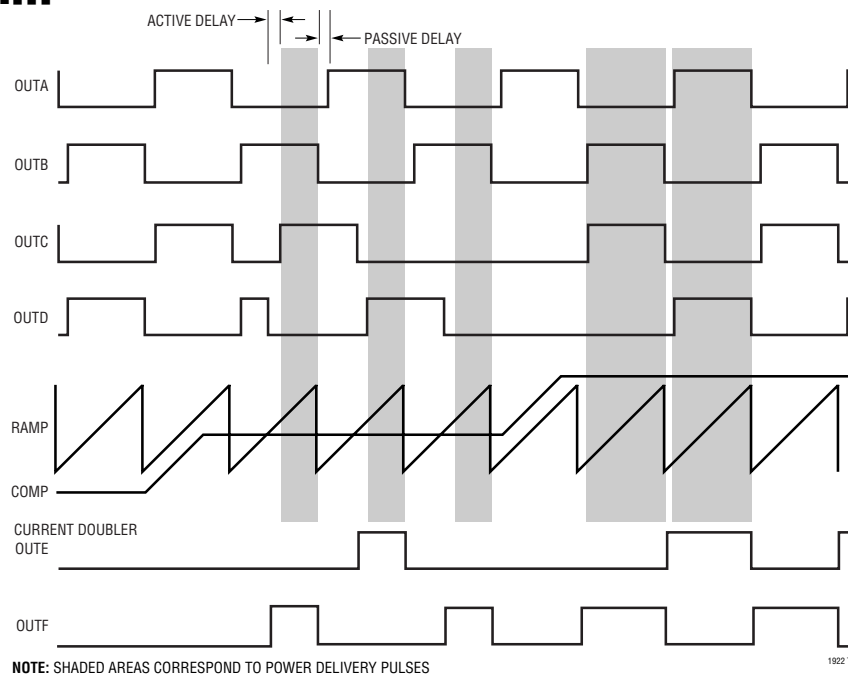 ACTIVE DELAY
PASSIVE DELAY
OUTA
OUTB
OUTC
OUTD
RAMP
COMP
CURRENT DOUBLER
OUTE
OUTF
NOTE: SHADED AREAS CORRESPOND TO POWER DELIVERY PULSES
1922